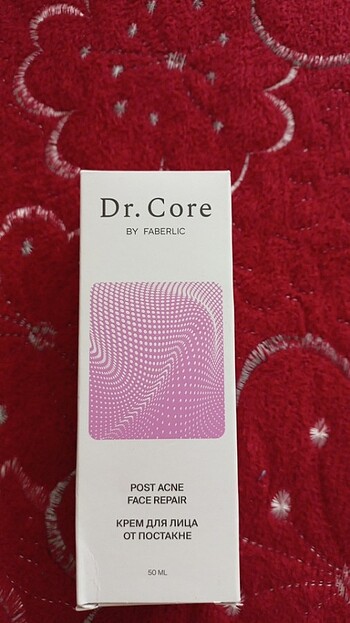 Dr. Core
BY FABERLIC
POST ACNE
FACE REPAIR
КРЕМ ДЛЯ ЛИЦА
ОТ ПОСТАКНЕ
50 ML